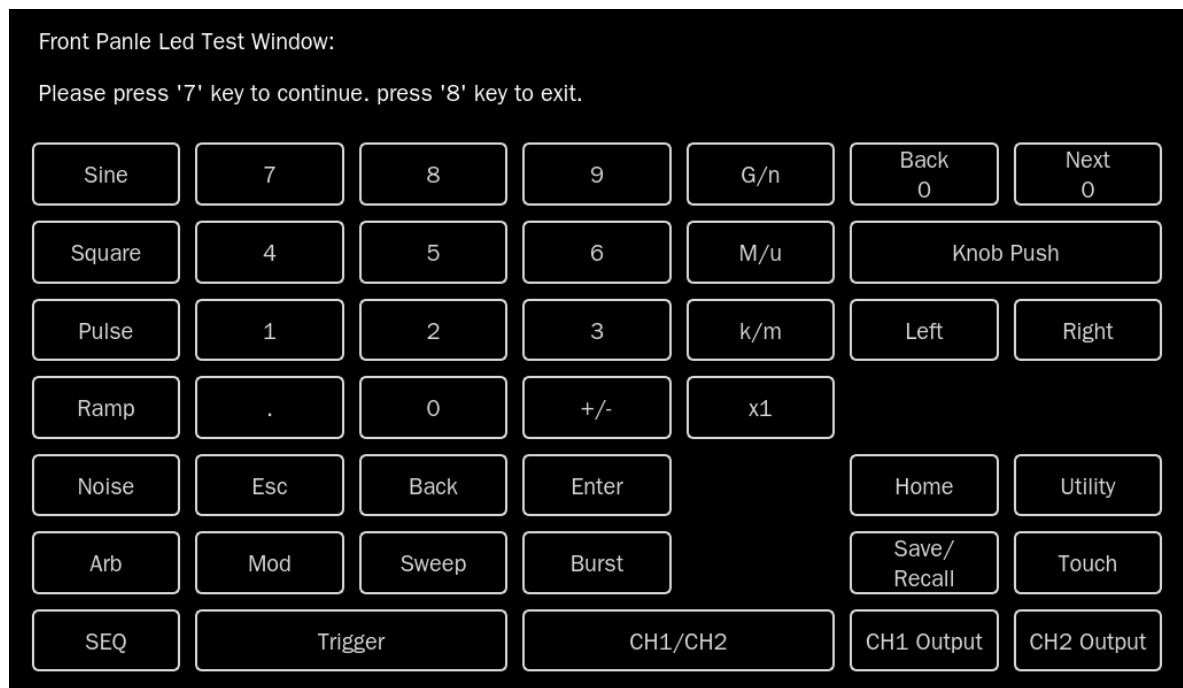 Front Panle Led Test Window:
Please press '7' key to continue. press '8' key to exit.
Sine
7
8
9
G/n
Back
0
Next
0
Square
4
5
6
M/u
Knob Push
Pulse
1
2
3
k/m
Left
Right
Ramp
.
0
+/-
x1
Noise
Esc
Back
Enter
Home
Utility
Arb
Mod
Sweep
Burst
Save/
Recall
Touch
SEQ
Trigger
CH1/CH2
CH1 Output
CH2 Output